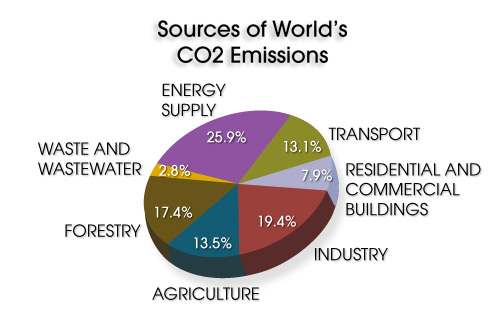 Sources of World's
CO2 Emissions
ENERGY
SUPPLY
25.9%
TRANSPORT
13.1%
WASTE AND
WASTEWATER
2.8%
RESIDENTIAL AND
COMMERCIAL
BUILDINGS
7.9%
17.4%
FORESTRY
19.4%
INDUSTRY
13.5%
AGRICULTURE